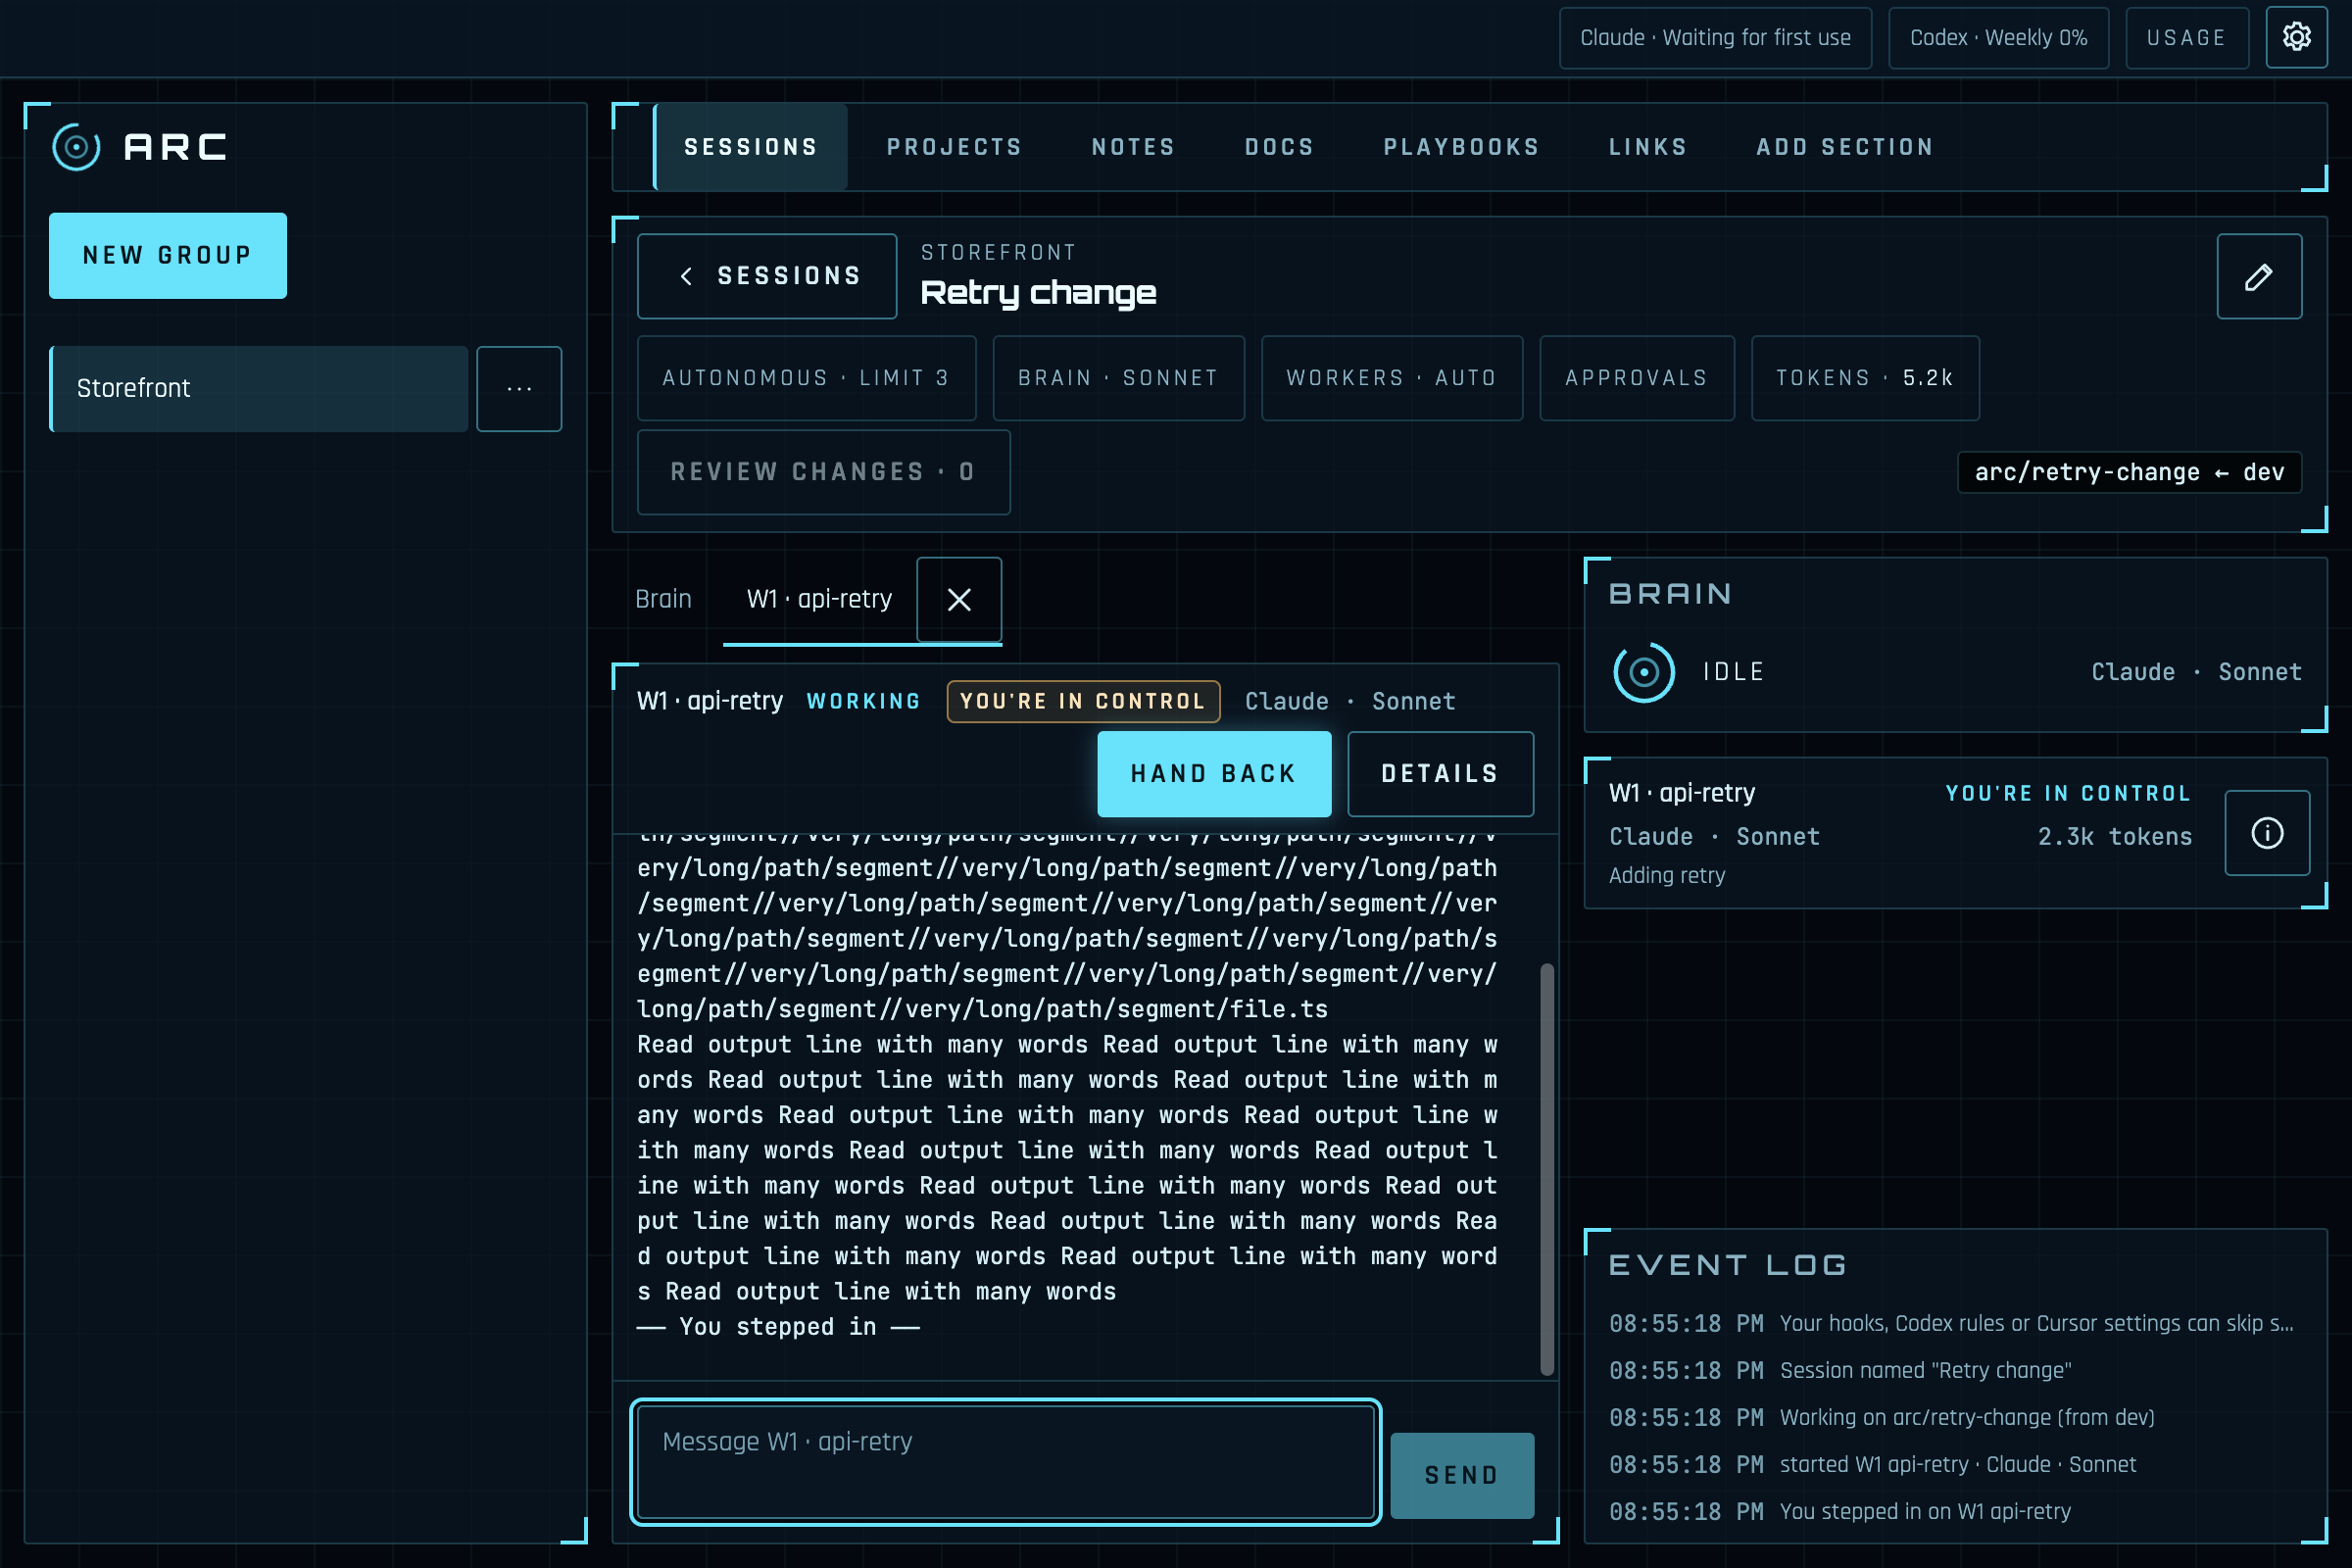 Claude · Waiting for first use
Codex · Weekly 0%
USAGE
ARC
NEW GROUP
Storefront
...
SESSIONS
PROJECTS
NOTES
DOCS
PLAYBOOKS
LINKS
ADD SECTION
SESSIONS
STOREFRONT
Retry change
AUTONOMOUS · LIMIT 3
BRAIN · SONNET
WORKERS · AUTO
APPROVALS
TOKENS · 5.2k
REVIEW CHANGES · 0
arc/retry-change ← dev
Brain
W1 · api-retry
W1 · api-retry
WORKING
YOU'RE IN CONTROL
Claude · Sonnet
HAND BACK
DETAILS
th/segment//very/long/path/segment//very/long/path/segment//v
ery/long/path/segment//very/long/path/segment//very/long/path
/segment//very/long/path/segment//very/long/path/segment//ver
y/long/path/segment//very/long/path/segment//very/long/path/s
egment//very/long/path/segment//very/long/path/segment//very/
long/path/segment//very/long/path/segment/file.ts
Read output line with many words Read output line with many w
ords Read output line with many words Read output line with m
any words Read output line with many words Read output line w
ith many words Read output line with many words Read output l
ine with many words Read output line with many words Read out
put line with many words Read output line with many words Rea
d output line with many words Read output line with many word
s Read output line with many words
── You stepped in ──
Message W1 · api-retry
SEND
BRAIN
IDLE
Claude · Sonnet
W1 · api-retry
YOU'RE IN CONTROL
Claude · Sonnet
2.3k tokens
Adding retry
EVENT LOG
08:55:18 PM Your hooks, Codex rules or Cursor settings can skip s...
08:55:18 PM Session named "Retry change"
08:55:18 PM Working on arc/retry-change (from dev)
08:55:18 PM started W1 api-retry · Claude · Sonnet
08:55:18 PM You stepped in on W1 api-retry